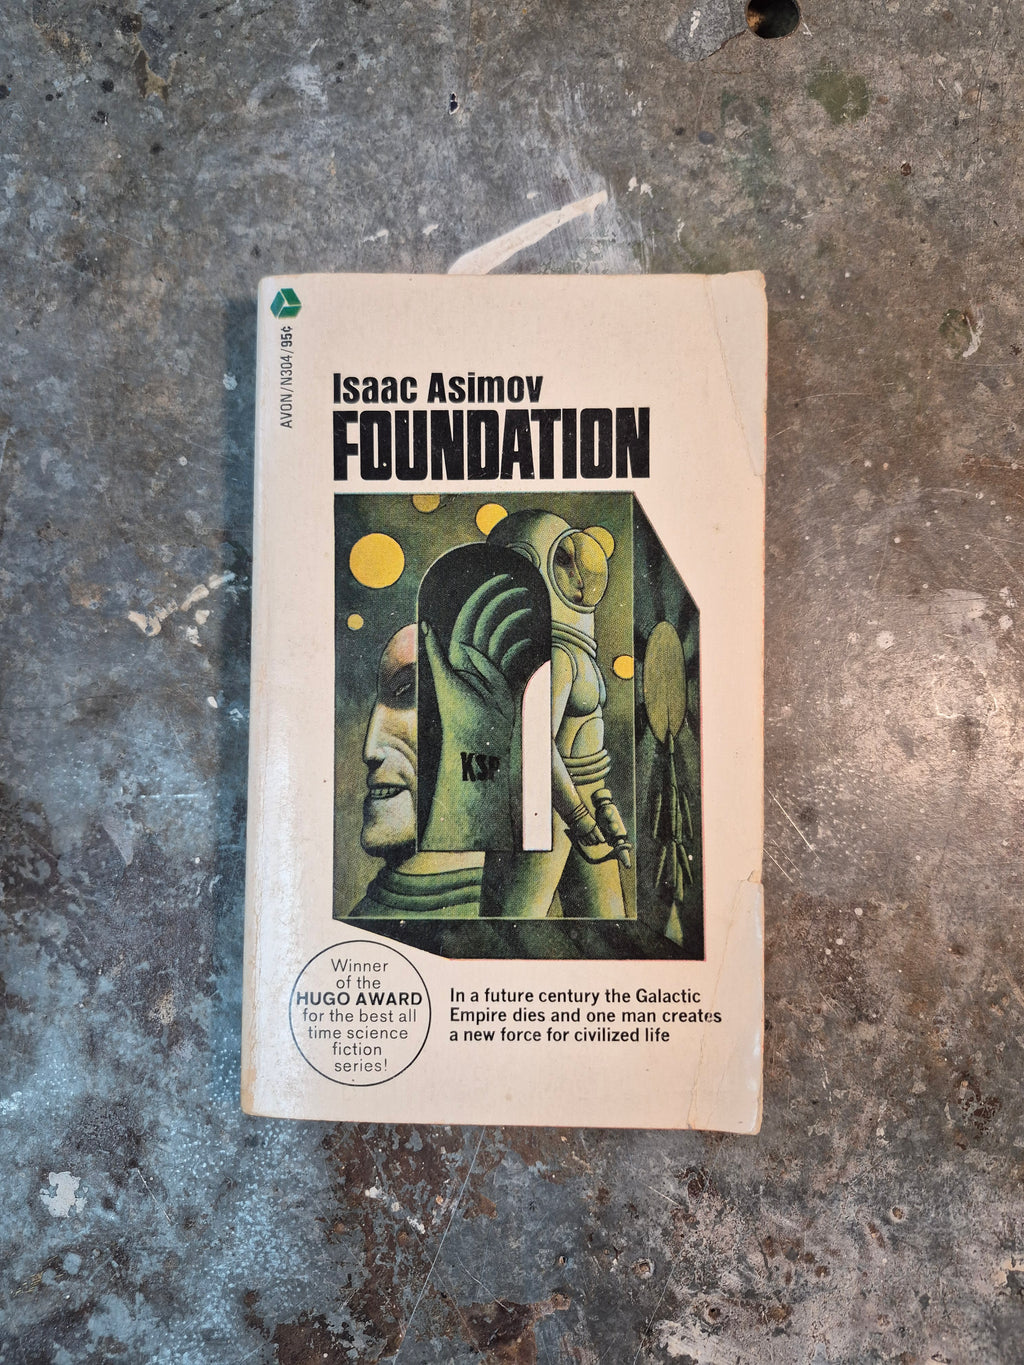 AVON/N304/95¢
Isaac Asimov
FOUNDATION
KSP
Winner
of the
HUGO AWARD
for the best all
time science
fiction
series!
In a future century the Galactic
Empire dies and one man creates
a new force for civilized life